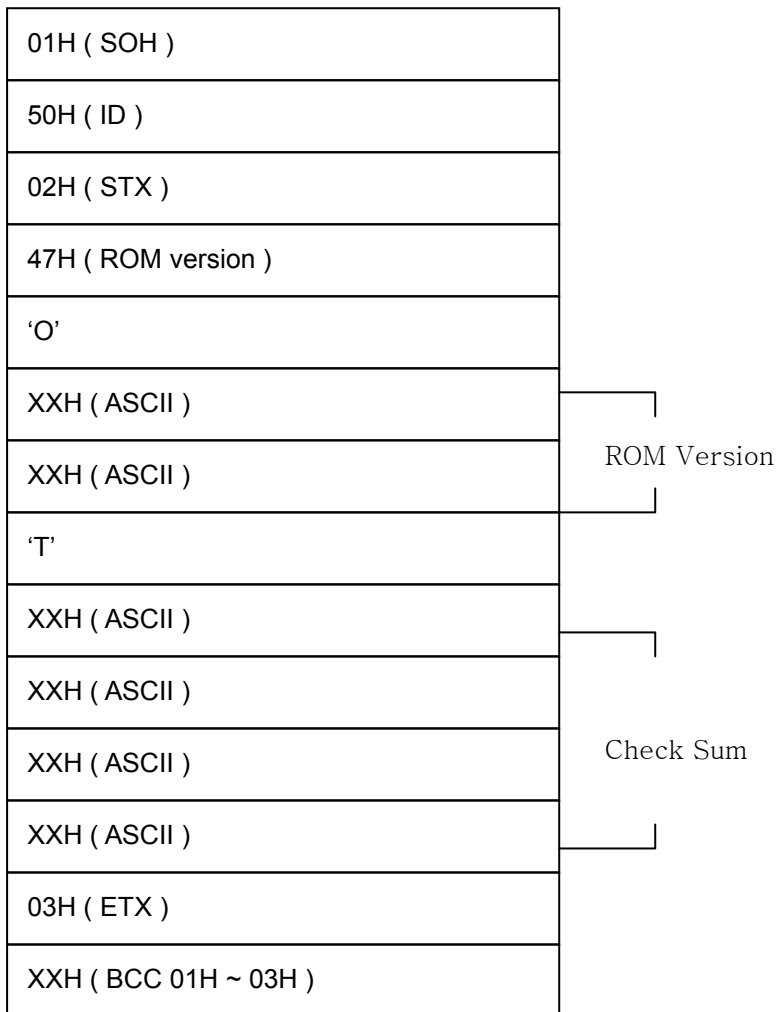 01H ( SOH )
50H ( ID )
02H ( STX )
47H ( ROM version )
‘O’
XXH ( ASCII )
XXH ( ASCII )
ROM Version
‘T’
XXH ( ASCII )
XXH ( ASCII )
XXH ( ASCII )
Check Sum
XXH ( ASCII )
03H ( ETX )
XXH ( BCC 01H ~ 03H )